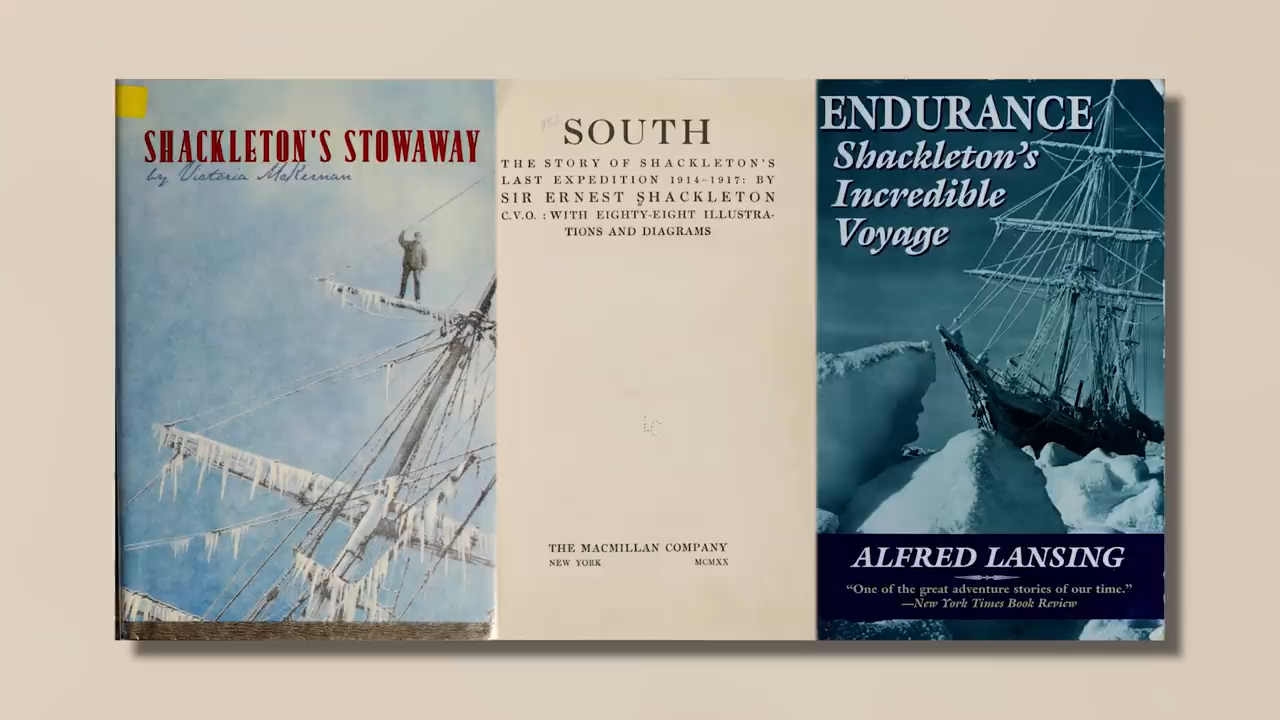 SHACKLETON'S STOWAWAY
by Victoria McKernan
SOUTH
THE STORY OF SHACKLETON'S
LAST EXPEDITION 1914–1917: BY
SIR ERNEST SHACKLETON
C.V.O. : WITH EIGHTY-EIGHT ILLUSTRA-
TIONS AND DIAGRAMS
THE MACMILLAN COMPANY
NEW YORK MCMXX
ENDURANCE
Shackleton's
Incredible
Voyage
ALFRED LANSING
“One of the great adventure stories of our time.”
—New York Times Book Review